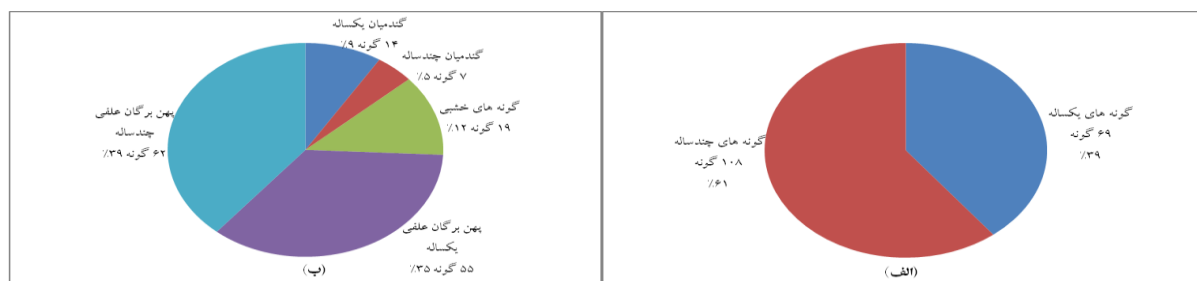 گونه های یکساله
۶۹ گونه
٪۳۹
گونه های چندساله
۱۰۸ گونه
٪۶۱
(الف)
گندمیان یکساله
۱۴ گونه ۹٪
گندمیان چندساله
۷ گونه ۵٪
گونه های خشبی
۱۹ گونه ۱۲٪
پهن برگان علفی
یکساله
۵۵ گونه ۳۵٪
پهن برگان علفی
چندساله
۶۲ گونه ۳۹٪
(ب)